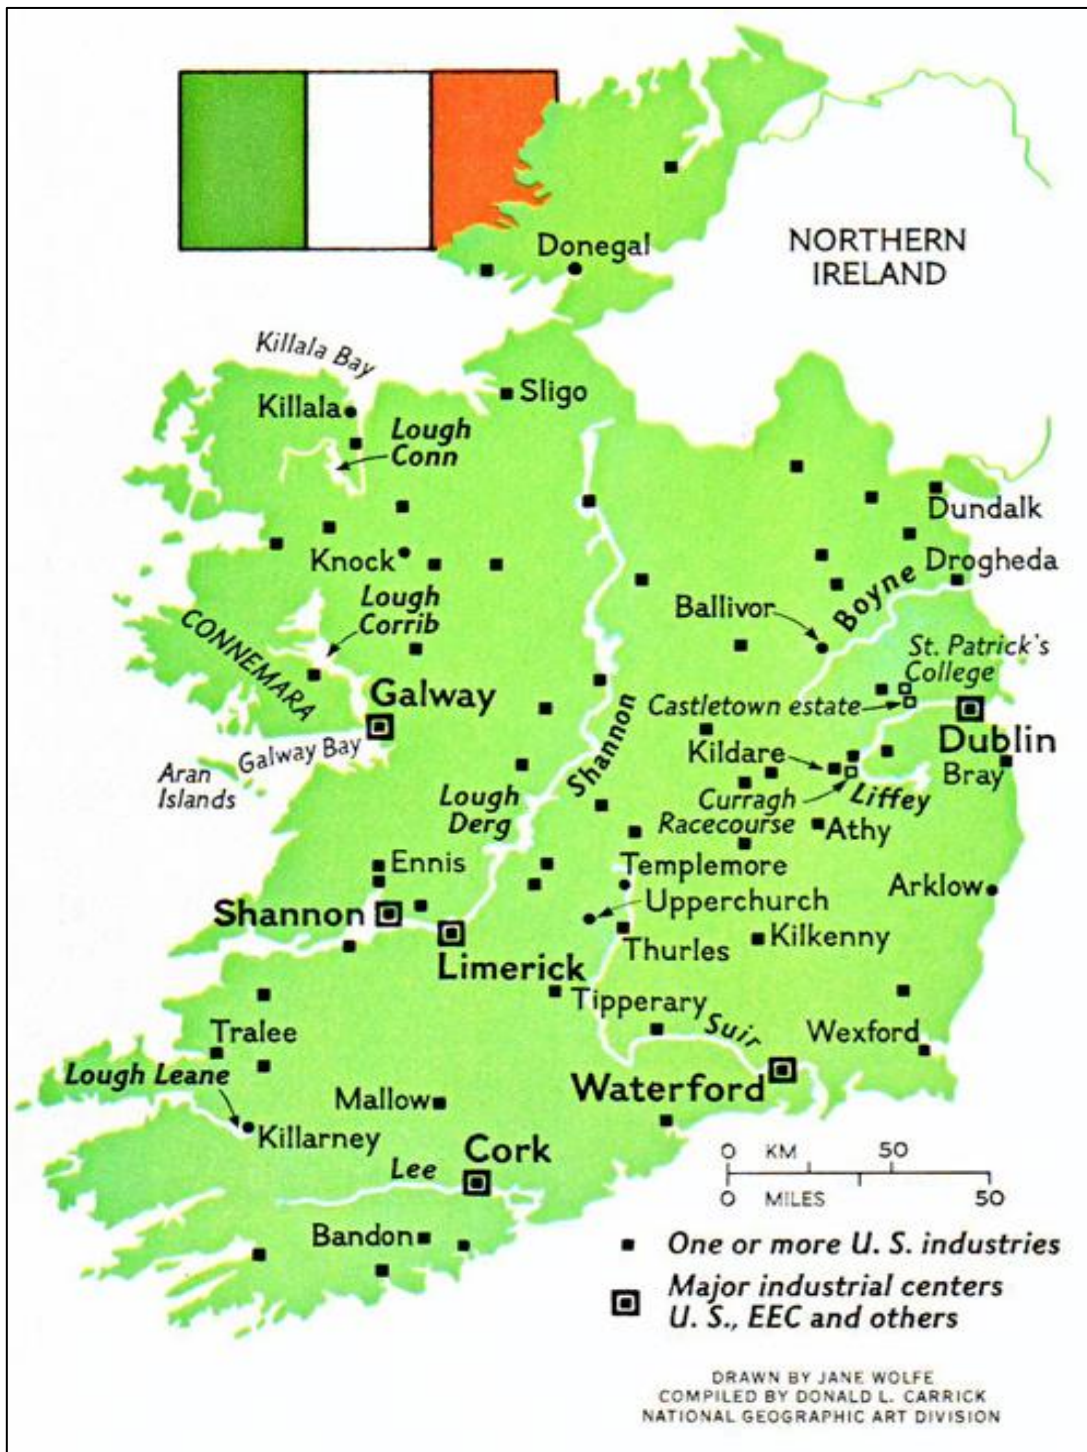 Donegal
NORTHERN
IRELAND
Killala Bay
Killala
Sligo
Lough
Conn
Dundalk
Knock
Drogheda
Lough
Corrib
Ballivor
Boyne
CONNEMARA
St. Patrick's
College
Galway
Castletown estate
Galway Bay
Shannon
Kildare
Dublin
Aran
Islands
Bray
Lough
Derg
Curragh
Racecourse
Liffey
Athy
Ennis
Templemore
Arklow
Upperchurch
Shannon
Thurles
Kilkenny
Limerick
Tipperary
Suir
Wexford
Tralee
Lough Leane
Waterford
Mallow
Killarney
Cork
Lee
0 KM 50
0 MILES 50
Bandon
One or more U. S. industries
Major industrial centers
U. S., EEC and others
DRAWN BY JANE WOLFE
COMPILED BY DONALD L. CARRICK
NATIONAL GEOGRAPHIC ART DIVISION